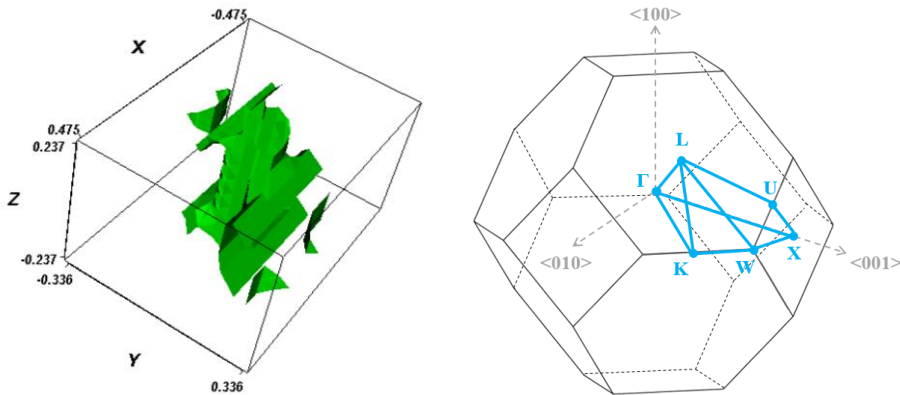 -0.475
X
0.475
0.237
Z
-0.237
-0.336
Y
0.336
<100>
L
Γ
U
<010>
K
W
X
<001>